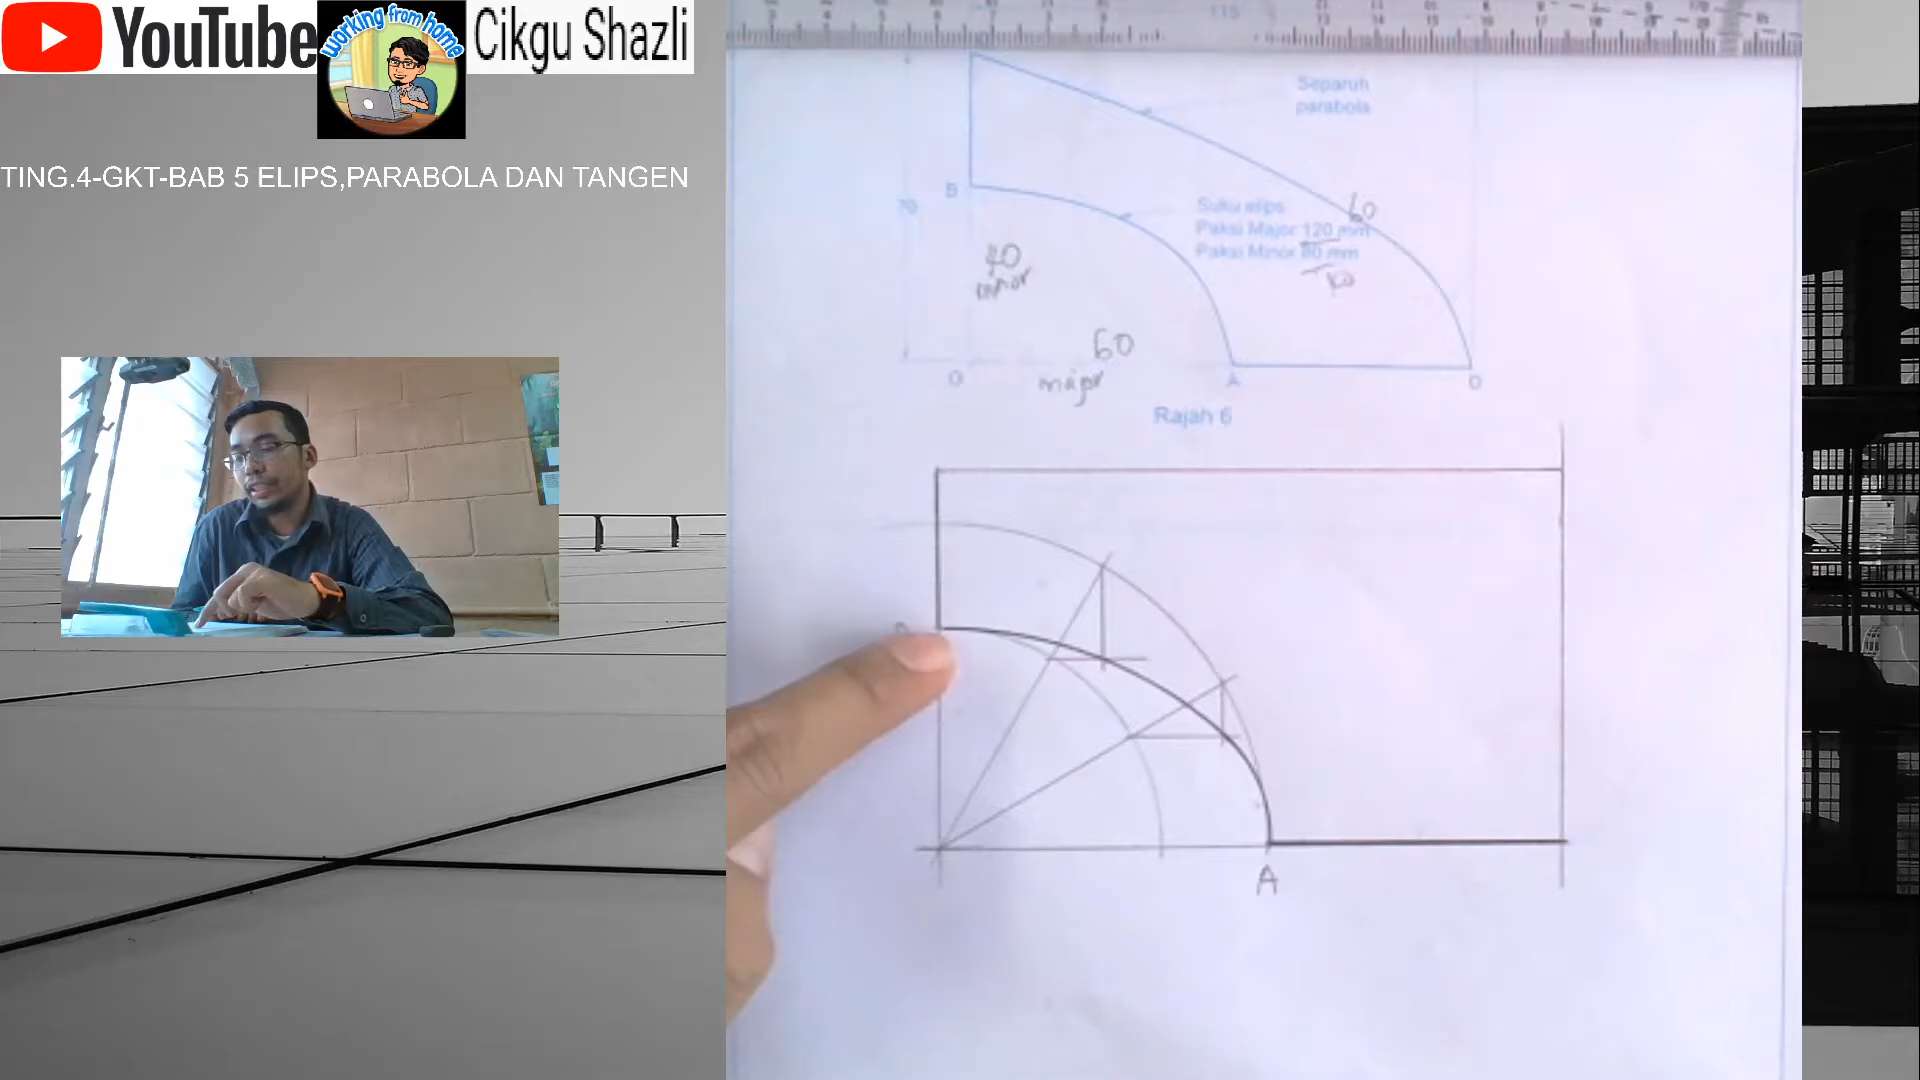 YouTube
working from home
Cikgu Shazli
TING.4-GKT-BAB 5 ELIPS,PARABOLA DAN TANGEN
115
Separuh
parabola
B
70
Suku elips
60
Paksi Major 120 mm
Paksi Minor 80 mm
40
minor
60
major
O
A
D
Rajah 6
A